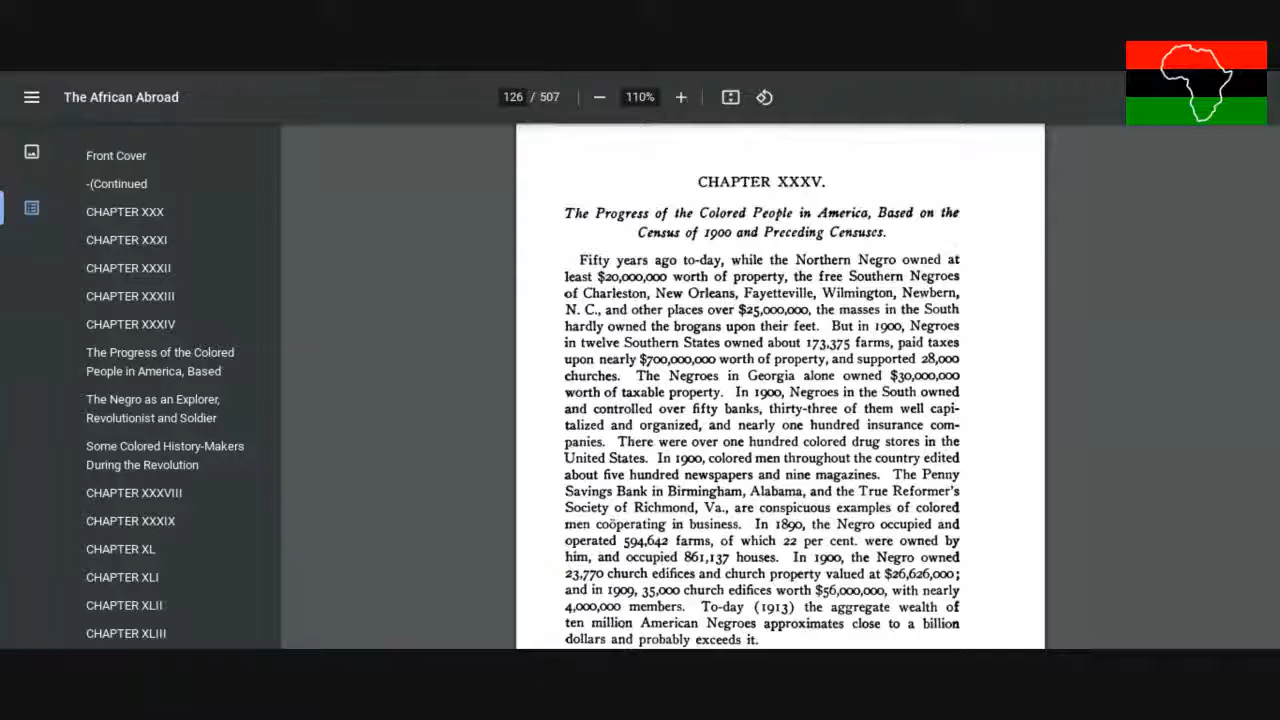 The African Abroad
126 / 507
110%
Front Cover
-(Continued
CHAPTER XXX
CHAPTER XXXI
CHAPTER XXXII
CHAPTER XXXIII
CHAPTER XXXIV
The Progress of the Colored
People in America, Based
The Negro as an Explorer,
Revolutionist and Soldier
Some Colored History-Makers
During the Revolution
CHAPTER XXXVIII
CHAPTER XXXIX
CHAPTER XL
CHAPTER XLI
CHAPTER XLII
CHAPTER XLIII
CHAPTER XXXV.
The Progress of the Colored People in America, Based on the
Census of 1900 and Preceding Censuses.
Fifty years ago to-day, while the Northern Negro owned at
least $20,000,000 worth of property, the free Southern Negroes
of Charleston, New Orleans, Fayetteville, Wilmington, Newbern,
N. C., and other places over $25,000,000, the masses in the South
hardly owned the brogans upon their feet. But in 1900, Negroes
in twelve Southern States owned about 173,375 farms, paid taxes
upon nearly $700,000,000 worth of property, and supported 28,000
churches. The Negroes in Georgia alone owned $30,000,000
worth of taxable property. In 1900, Negroes in the South owned
and controlled over fifty banks, thirty-three of them well capi-
talized and organized, and nearly one hundred insurance com-
panies. There were over one hundred colored drug stores in the
United States. In 1900, colored men throughout the country edited
about five hundred newspapers and nine magazines. The Penny
Savings Bank in Birmingham, Alabama, and the True Reformer's
Society of Richmond, Va., are conspicuous examples of colored
men coöperating in business. In 1890, the Negro occupied and
operated 594,642 farms, of which 22 per cent. were owned by
him, and occupied 861,137 houses. In 1900, the Negro owned
23,770 church edifices and church property valued at $26,626,000;
and in 1909, 35,000 church edifices worth $56,000,000, with nearly
4,000,000 members. To-day (1913) the aggregate wealth of
ten million American Negroes approximates close to a billion
dollars and probably exceeds it.